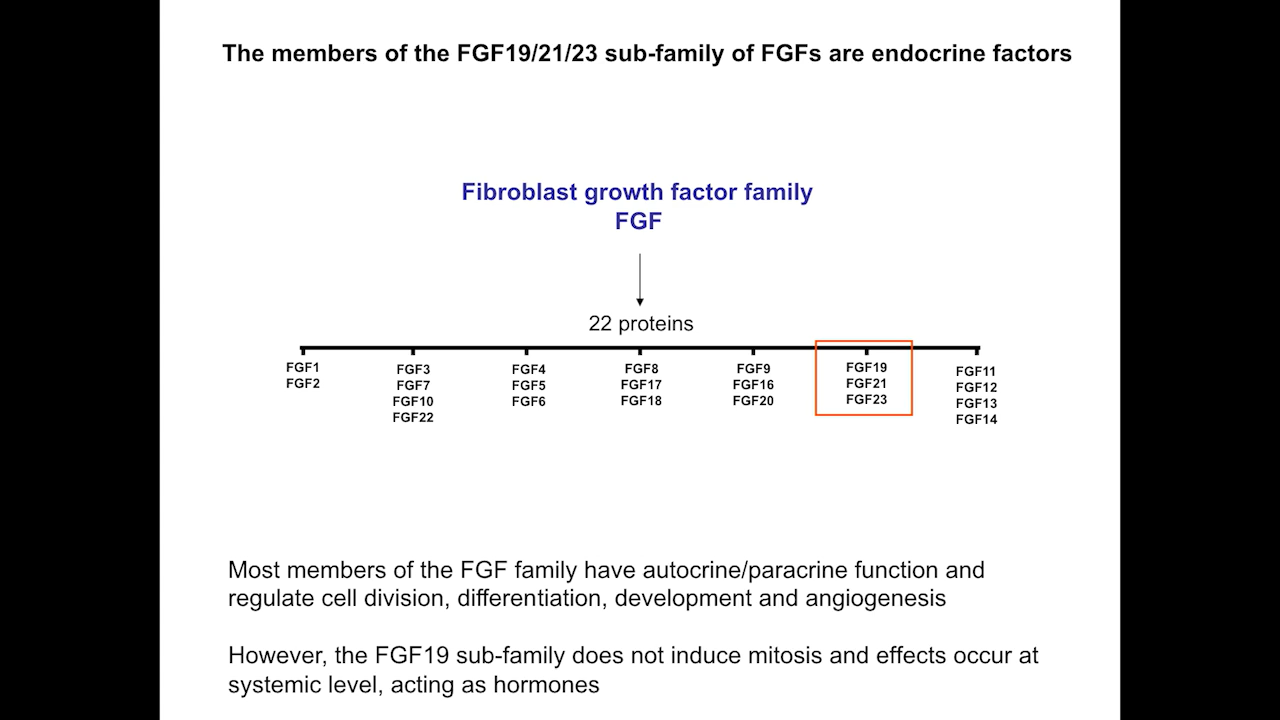 The members of the FGF19/21/23 sub-family of FGFs are endocrine factors
Fibroblast growth factor family
FGF
22 proteins
FGF1
FGF2
FGF3
FGF7
FGF10
FGF22
FGF4
FGF5
FGF6
FGF8
FGF17
FGF18
FGF9
FGF16
FGF20
FGF19
FGF21
FGF23
FGF11
FGF12
FGF13
FGF14
Most members of the FGF family have autocrine/paracrine function and
regulate cell division, differentiation, development and angiogenesis
However, the FGF19 sub-family does not induce mitosis and effects occur at
systemic level, acting as hormones